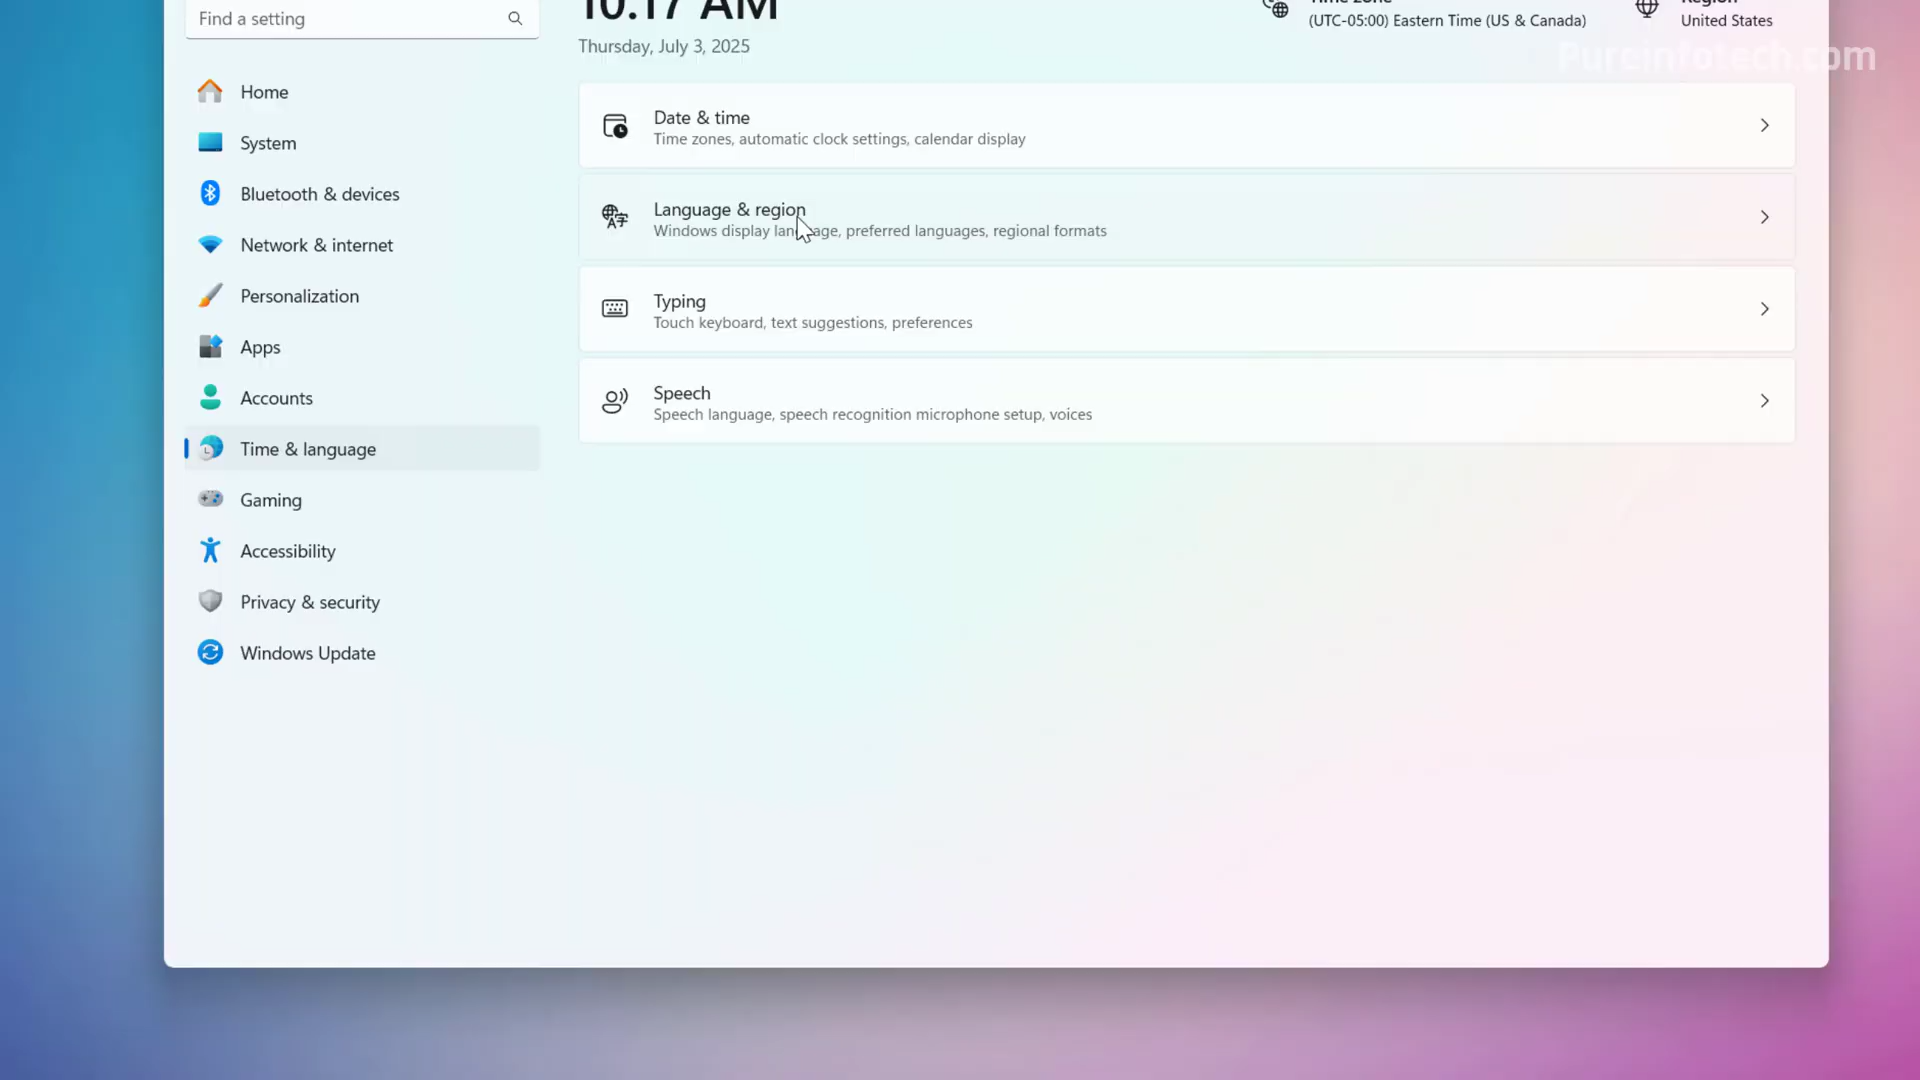 Find a setting
10:17 AM
Thursday, July 3, 2025
Time zone
(UTC-05:00) Eastern Time (US & Canada)
Region
United States
Pureinfotech.com
Home
System
Bluetooth & devices
Network & internet
Personalization
Apps
Accounts
Time & language
Gaming
Accessibility
Privacy & security
Windows Update
Date & time
Time zones, automatic clock settings, calendar display
Language & region
Windows display language, preferred languages, regional formats
Typing
Touch keyboard, text suggestions, preferences
Speech
Speech language, speech recognition microphone setup, voices